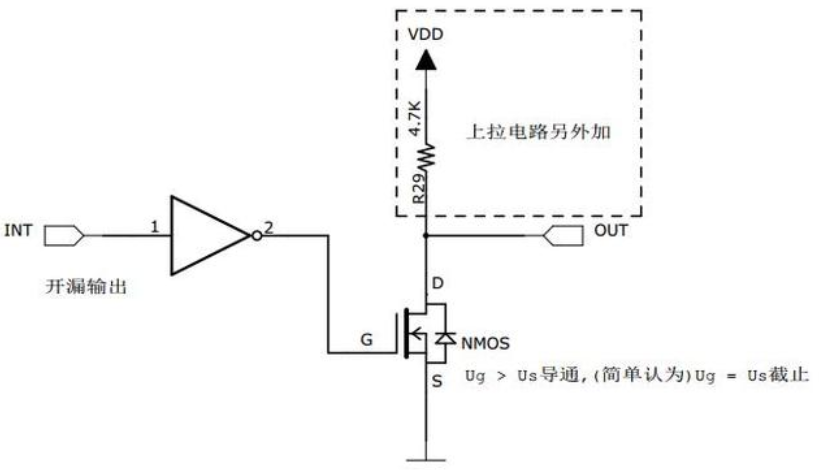 VDD
4.7K
上拉电路另外加
R29
INT
1
2
OUT
开漏输出
D
G
NMOS
S
Ug > Us导通,(简单认为)Ug = Us截止